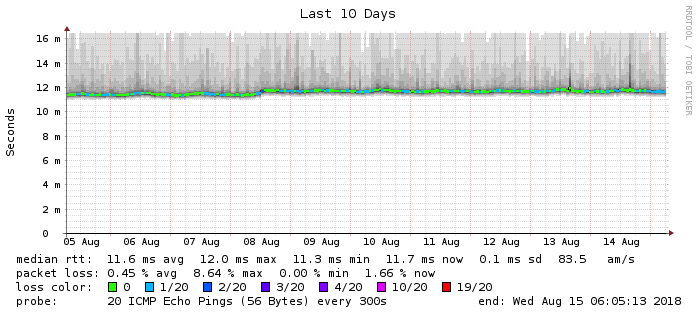 Last 10 Days
RRDTOOL / TOBI OETIKER
Seconds
16 m
14 m
12 m
10 m
8 m
6 m
4 m
2 m
0
05 Aug 06 Aug 07 Aug 08 Aug 09 Aug 10 Aug 11 Aug 12 Aug 13 Aug 14 Aug
median rtt: 11.6 ms avg 12.0 ms max 11.3 ms min 11.7 ms now 0.1 ms sd 83.5 am/s
packet loss: 0.45 % avg 8.64 % max 0.00 % min 1.66 % now
loss color: 0 1/20 2/20 3/20 4/20 10/20 19/20
probe: 20 ICMP Echo Pings (56 Bytes) every 300s end: Wed Aug 15 06:05:13 2018